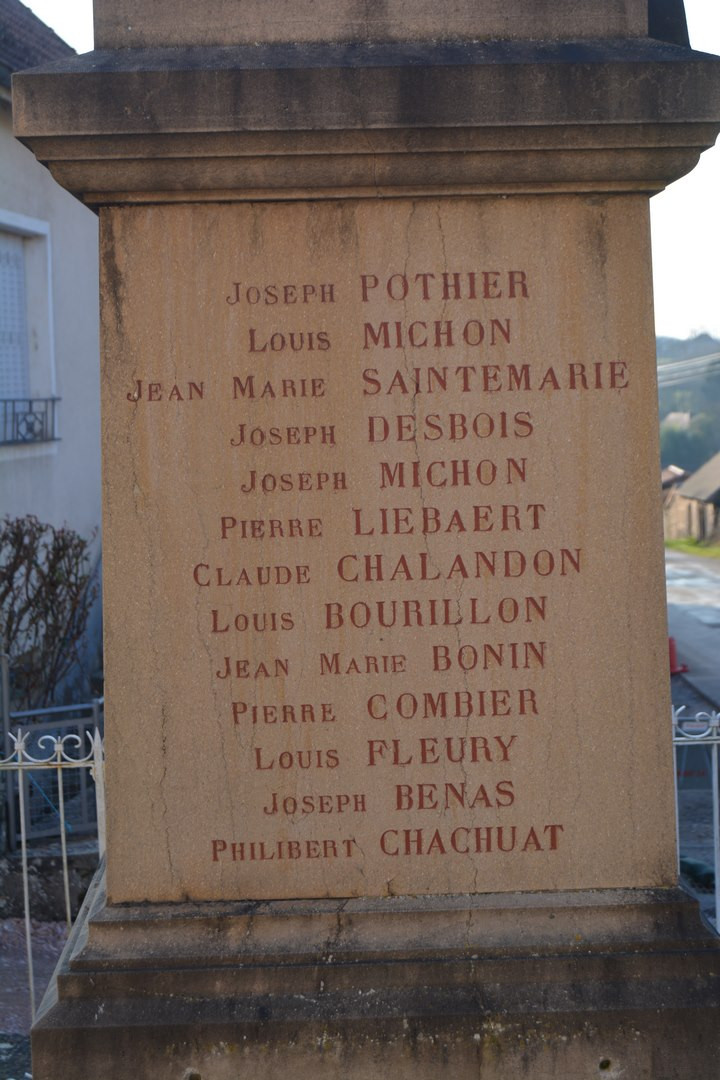 Joseph POTHIER
Louis MICHON
Jean Marie SAINTEMARIE
Joseph DESBOIS
Joseph MICHON
Pierre LIEBAERT
Claude CHALANDON
Louis BOURILLON
Jean Marie BONIN
Pierre COMBIER
Louis FLEURY
Joseph BENAS
Philibert CHACHUAT